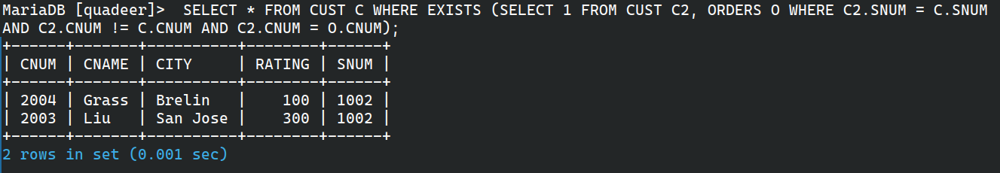 MariaDB [quadeer]>  SELECT * FROM CUST C WHERE EXISTS (SELECT 1 FROM CUST C2, ORDERS O WHERE C2.SNUM = C.SNUM
AND C2.CNUM != C.CNUM AND C2.CNUM = O.CNUM);
+------+-------+----------+--------+------+
| CNUM | CNAME | CITY     | RATING | SNUM |
+------+-------+----------+--------+------+
| 2004 | Grass | Brelin   |    100 | 1002 |
| 2003 | Liu   | San Jose |    300 | 1002 |
+------+-------+----------+--------+------+
2 rows in set (0.001 sec)